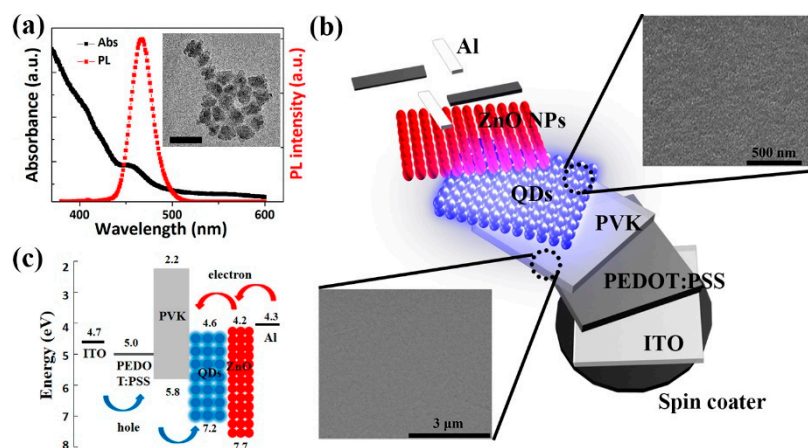 (a)
Abs
PL
Absorbance (a.u.)
PL intensity (a.u.)
400
500
600
Wavelength (nm)
(b)
Al
ZnO NPs
QDs
PVK
PEDOT:PSS
ITO
Spin coater
500 nm
3 μm
(c)
Energy (eV)
2
3
4
5
6
7
8
2.2
electron
PVK
4.7
ITO
5.0
PEDO
T:PSS
5.8
4.6
QDs
7.2
4.2
ZnO
7.7
4.3
Al
hole